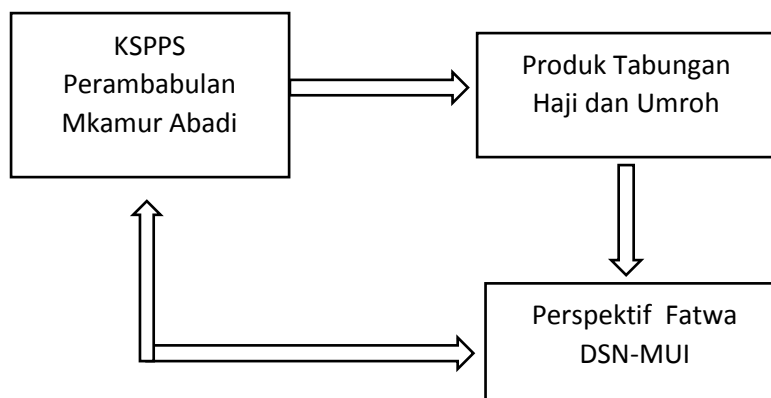 KSPPS
Perambabulan
Mkamur Abadi
Produk Tabungan
Haji dan Umroh
Perspektif Fatwa
DSN-MUI